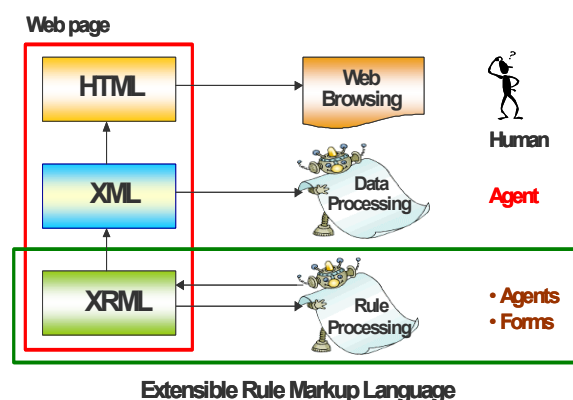 Web page
HTML
Web
Browsing
?
Human
XML
Data
Processing
Agent
XRML
Rule
Processing
• Agents
• Forms
Extensible Rule Markup Language